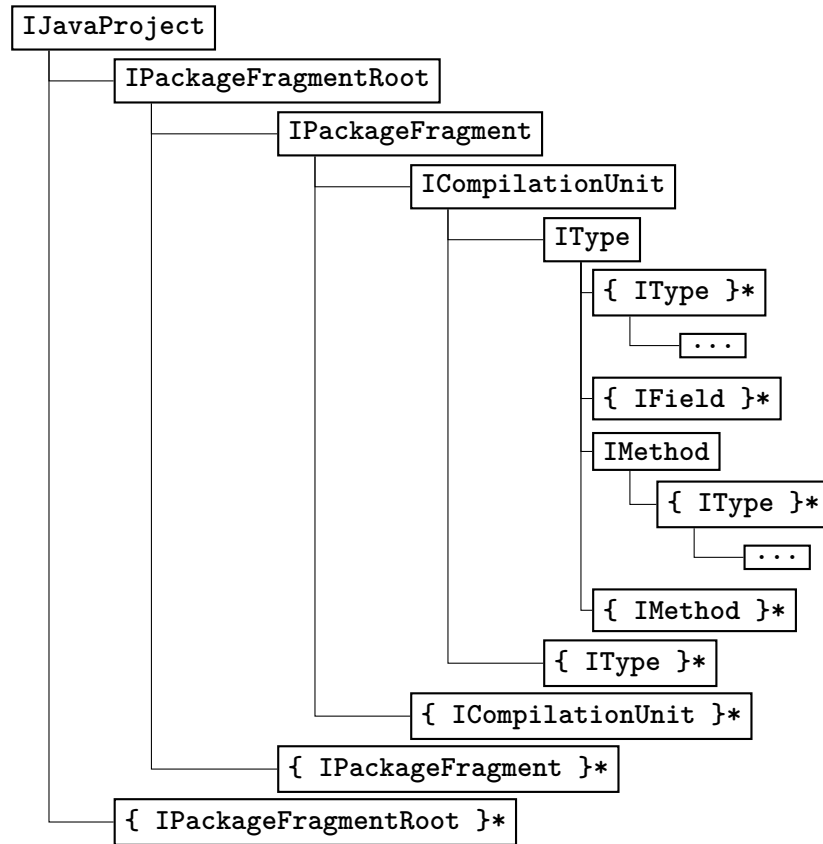 IJavaProject
IPackageFragmentRoot
IPackageFragment
ICompilationUnit
IType
{ IType }*
...
{ IField }*
IMethod
{ IType }*
...
{ IMethod }*
{ IType }*
{ ICompilationUnit }*
{ IPackageFragment }*
{ IPackageFragmentRoot }*